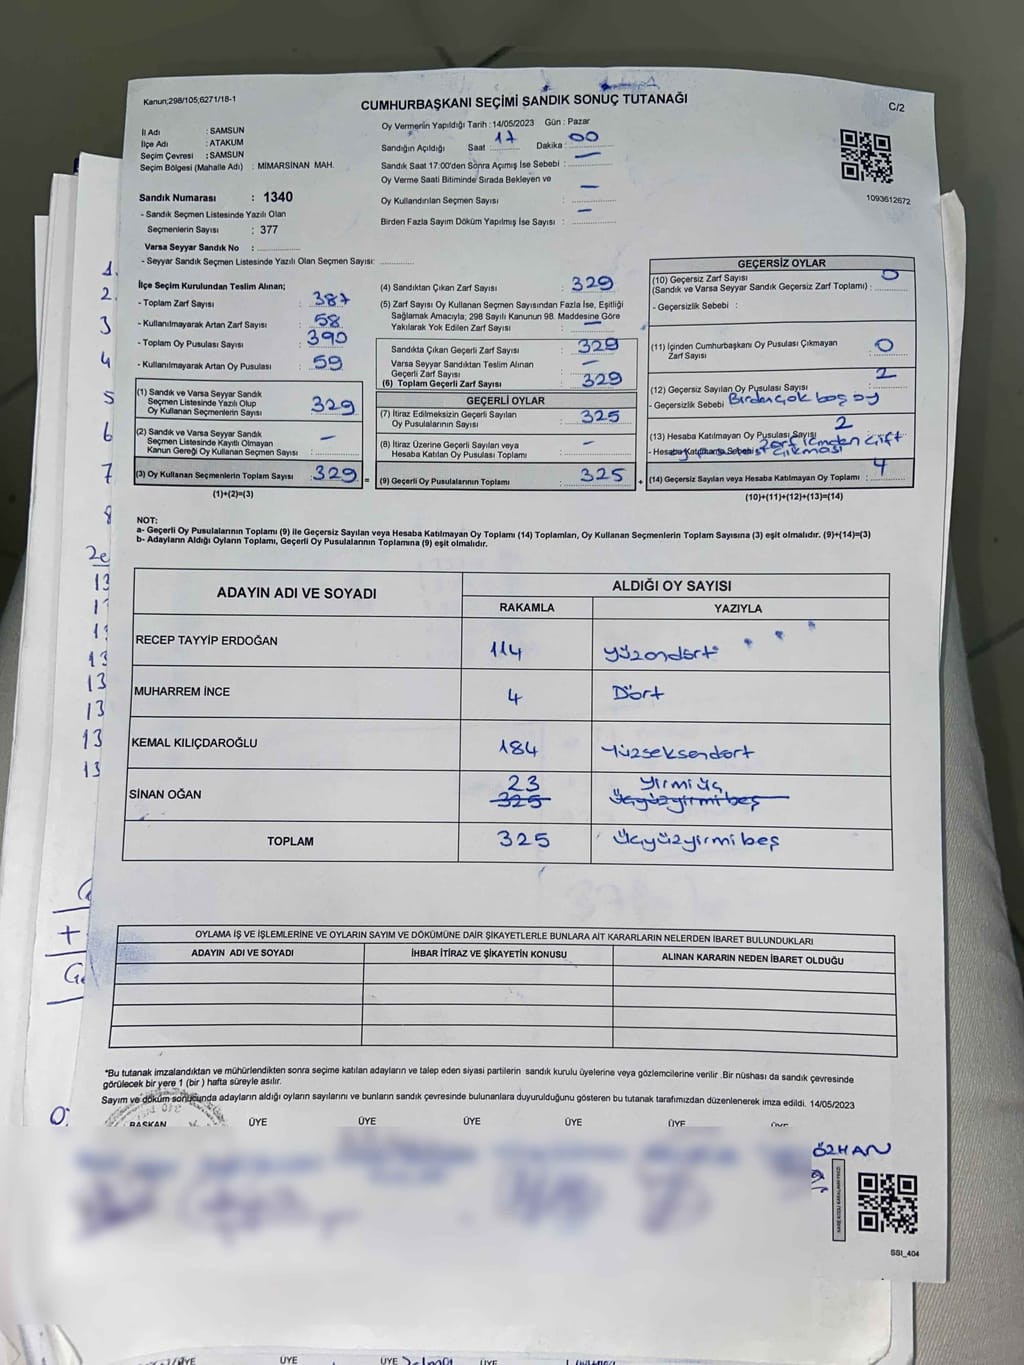 Kanun;298/105;6271/18-1
CUMHURBAŞKANI SEÇİMİ SANDIK SONUÇ TUTANAĞI
C/2
İl Adı : SAMSUN
İlçe Adı : ATAKUM
Seçim Çevresi : SAMSUN
Seçim Bölgesi (Mahalle Adı) : MİMARSİNAN MAH.
Sandık Numarası : 1340
- Sandık Seçmen Listesinde Yazılı Olan
Seçmenlerin Sayısı : 377
Varsa Seyyar Sandık No :
- Seyyar Sandık Seçmen Listesinde Yazılı Olan Seçmen Sayısı:
Oy Vermenin Yapıldığı Tarih : 14/05/2023 Gün : Pazar
Sandığın Açıldığı Saat 17 Dakika : 00
Sandık Saat 17:00'den Sonra Açılmış İse Sebebi : —
Oy Verme Saati Bitiminde Sırada Bekleyen ve
Oy Kullandırılan Seçmen Sayısı : —
Birden Fazla Sayım Döküm Yapılmış İse Sayısı : —
1093612672
İlçe Seçim Kurulundan Teslim Alınan;
- Toplam Zarf Sayısı : 387
- Kullanılmayarak Artan Zarf Sayısı : 58
- Toplam Oy Pusulası Sayısı : 390
- Kullanılmayarak Artan Oy Pusulası : 59
(1) Sandık ve Varsa Seyyar Sandık
Seçmen Listesinde Yazılı Olup
Oy Kullanan Seçmenlerin Sayısı : 329
(2) Sandık ve Varsa Seyyar Sandık
Seçmen Listesinde Kayıtlı Olmayan
Kanun Gereği Oy Kullanan Seçmen Sayısı : —
(3) Oy Kullanan Seçmenlerin Toplam Sayısı : 329 =
(1)+(2)=(3)
(4) Sandıktan Çıkan Zarf Sayısı : 329
(5) Zarf Sayısı Oy Kullanan Seçmen Sayısından Fazla İse, Eşitliği
Sağlamak Amacıyla; 298 Sayılı Kanunun 98. Maddesine Göre
Yakılarak Yok Edilen Zarf Sayısı : —
Sandıkta Çıkan Geçerli Zarf Sayısı : 329
Varsa Seyyar Sandıktan Teslim Alınan
Geçerli Zarf Sayısı : —
(6) Toplam Geçerli Zarf Sayısı : 329
GEÇERLİ OYLAR
(7) İtiraz Edilmeksizin Geçerli Sayılan
Oy Pusulalarının Sayısı : 325
(8) İtiraz Üzerine Geçerli Sayılan veya
Hesaba Katılan Oy Pusulalarının Toplamı : —
(9) Geçerli Oy Pusulalarının Toplamı : 325 +
GEÇERSİZ OYLAR
(10) Geçersiz Zarf Sayısı
(Sandık ve Varsa Seyyar Sandık Geçersiz Zarf Toplamı) : 0
- Geçersizlik Sebebi :
(11) İçinden Cumhurbaşkanı Oy Pusulası Çıkmayan
Zarf Sayısı : 0
(12) Geçersiz Sayılan Oy Pusulası Sayısı : 2
- Geçersizlik Sebebi Birden çok boş oy
(13) Hesaba Katılmayan Oy Pusulası Sayısı 2
- Hesaba Katılmama Sebebi : zarf içinden çift
çıkması
(14) Geçersiz Sayılan veya Hesaba Katılmayan Oy Toplamı : 4
(10)+(11)+(12)+(13)=(14)
NOT:
a- Geçerli Oy Pusulalarının Toplamı (9) ile Geçersiz Sayılan veya Hesaba Katılmayan Oy Toplamı (14) Toplamları, Oy Kullanan Seçmenlerin Toplam Sayısına (3) eşit olmalıdır. (9)+(14)=(3)
b- Adayların Aldığı Oyların Toplamı, Geçerli Oy Pusulalarının Toplamına (9) eşit olmalıdır.
ADAYIN ADI VE SOYADI ALDIĞI OY SAYISI
RAKAMLA YAZIYLA
RECEP TAYYİP ERDOĞAN 114 Yüzondört
MUHARREM İNCE 4 Dört
KEMAL KILIÇDAROĞLU 184 Yüzseksendört
SİNAN OĞAN 23 Yirmi üç
325 Üçyüzyirmibeş
TOPLAM 325 Üçyüzyirmibeş
OYLAMA İŞ VE İŞLEMLERİNE VE OYLARIN SAYIM VE DÖKÜMÜNE DAİR ŞİKAYETLERLE BUNLARA AİT KARARLARIN NELERDEN İBARET BULUNDUKLARI
ADAYIN ADI VE SOYADI İHBAR İTİRAZ VE ŞİKAYETİN KONUSU ALINAN KARARIN NEDEN İBARET OLDUĞU
*Bu tutanak imzalandıktan ve mühürlendikten sonra seçime katılan adayların ve talep eden siyasi partilerin sandık kurulu üyelerine veya gözlemcilerine verilir .Bir nüshası da sandık çevresinde
görülecek bir yere 1 (bir ) hafta süreyle asılır.
Sayım ve döküm sonucunda adayların aldığı oyların sayılarını ve bunların sandık çevresinde bulunanlara duyurulduğunu gösteren bu tutanak tarafımızdan düzenlenerek imza edildi. 14/05/2023
BAŞKAN ÜYE ÜYE ÜYE ÜYE ÜYE ÜYE
ÖZHAN
SSI_404
1.
2.
3
4
5
6
7
8
13
13
13
13
13
13
+
0:
ÜYE ÜYE ÜYE ÜYE